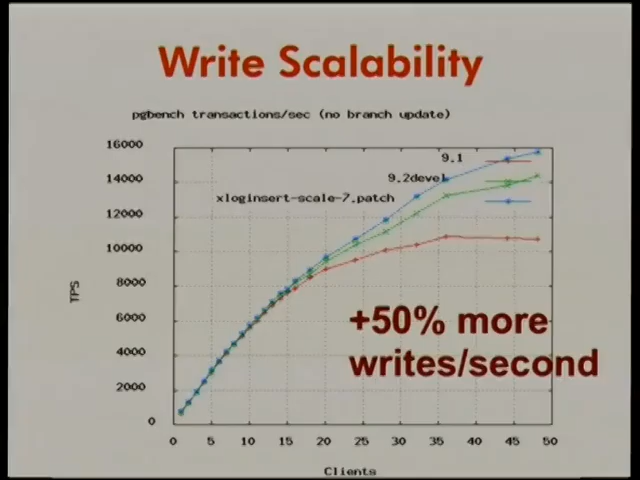 Write Scalability
pgbench transactions/sec (no branch update)
16000
14000
12000
10000
8000
6000
4000
2000
0
TPS
9.1
9.2devel
xloginsert-scale-7.patch
+50% more
writes/second
0 5 10 15 20 25 30 35 40 45 50
Clients